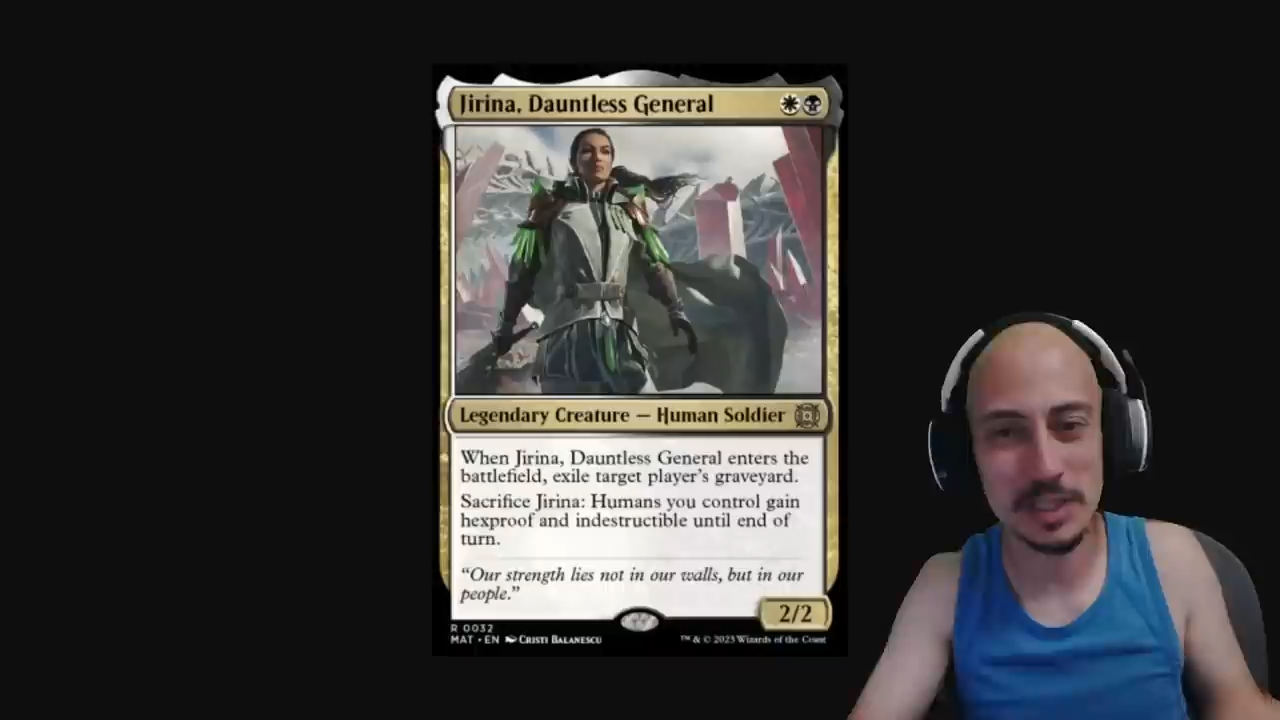 Jirina, Dauntless General
Legendary Creature — Human Soldier
When Jirina, Dauntless General enters the
battlefield, exile target player's graveyard.
Sacrifice Jirina: Humans you control gain
hexproof and indestructible until end of
turn.
“Our strength lies not in our walls, but in our
people.”
2/2
R 0032
MAT • EN CRISTI BALANESCU
™ & © 2023 Wizards of the Coast